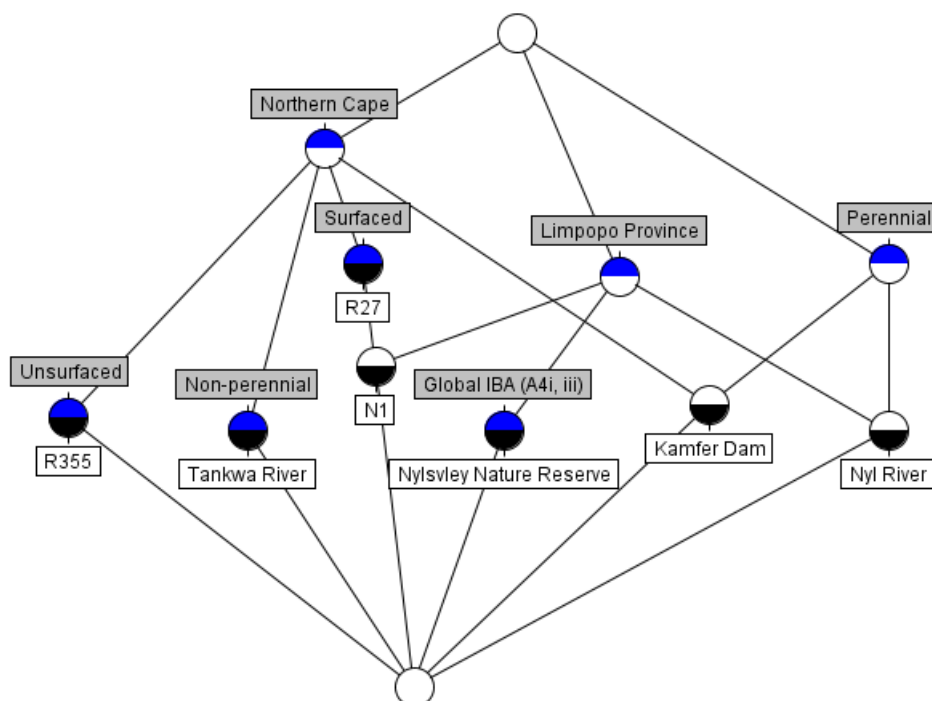 Northern Cape
Surfaced
Limpopo Province
Perennial
R27
Unsurfaced
Non-perennial
Global IBA (A4i, iii)
N1
R355
Tankwa River
Nylsvley Nature Reserve
Kamfer Dam
Nyl River